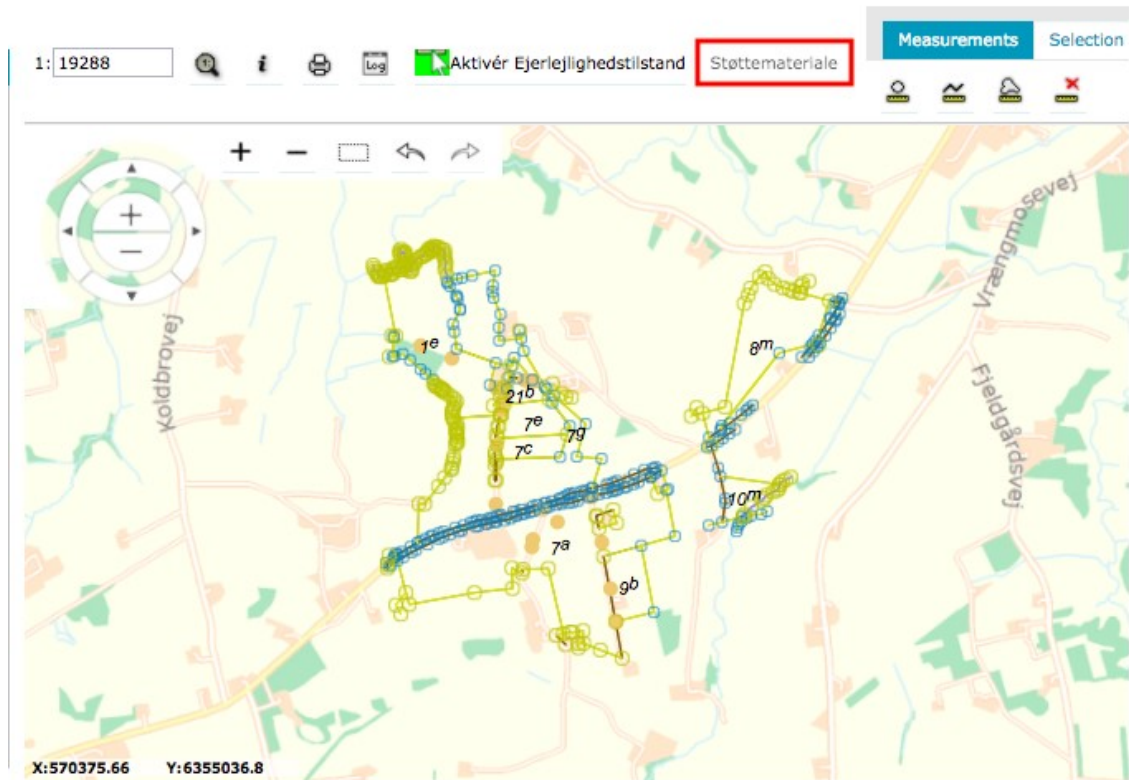 Measurements Selection
1: 19288 i Log Aktivér Ejerlejlighedstilstand Støttemateriale
Vrængmosevej
Koldbrovej
1e
8m
21b
7e
7g
7c
Fjeldgårdsvej
10m
7a
9b
X:570375.66 Y:6355036.8